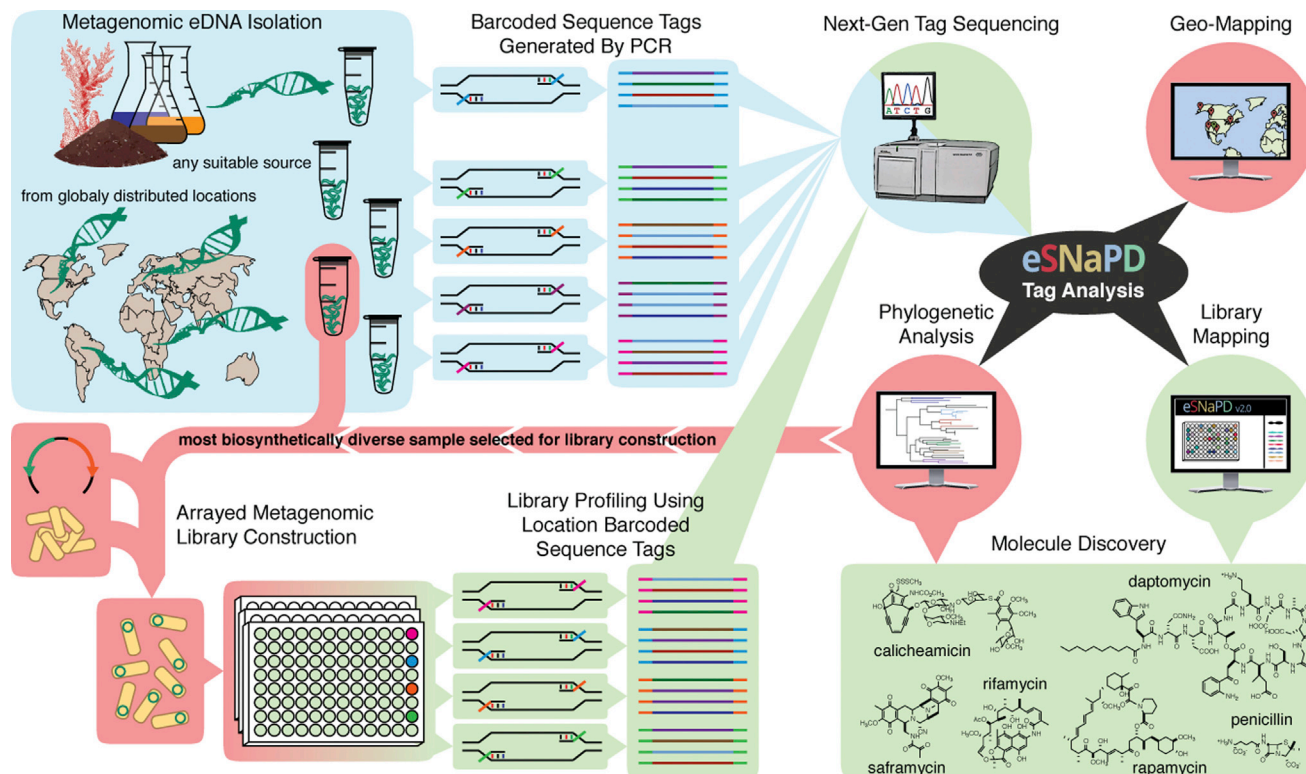 Metagenomic eDNA Isolation
any suitable source
from globaly distributed locations
Barcoded Sequence Tags
Generated By PCR
Next-Gen Tag Sequencing
A T C T G
Geo-Mapping
eSNaPD
Tag Analysis
Phylogenetic
Analysis
Library
Mapping
eSNaPD v2.0
most biosynthetically diverse sample selected for library construction
Arrayed Metagenomic
Library Construction
Library Profiling Using
Location Barcoded
Sequence Tags
Molecule Discovery
calicheamicin
daptomycin
saframycin
rifamycin
rapamycin
penicillin